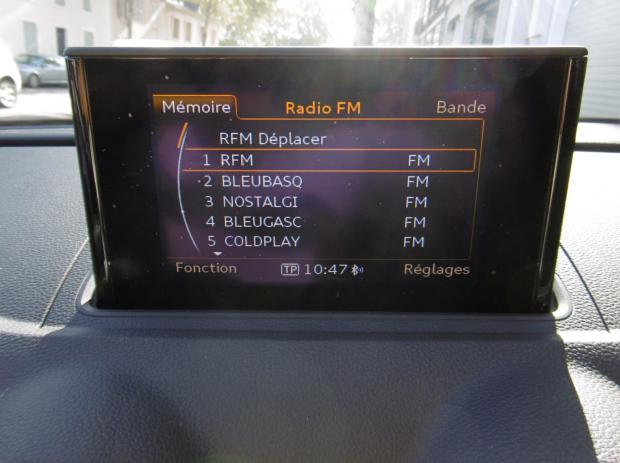 Mémoire Radio FM Bande
RFM Déplacer
1 RFM FM
2 BLEUBASQ FM
3 NOSTALGI FM
4 BLEUGASC FM
5 COLDPLAY FM
Fonction TP 10:47 Réglages